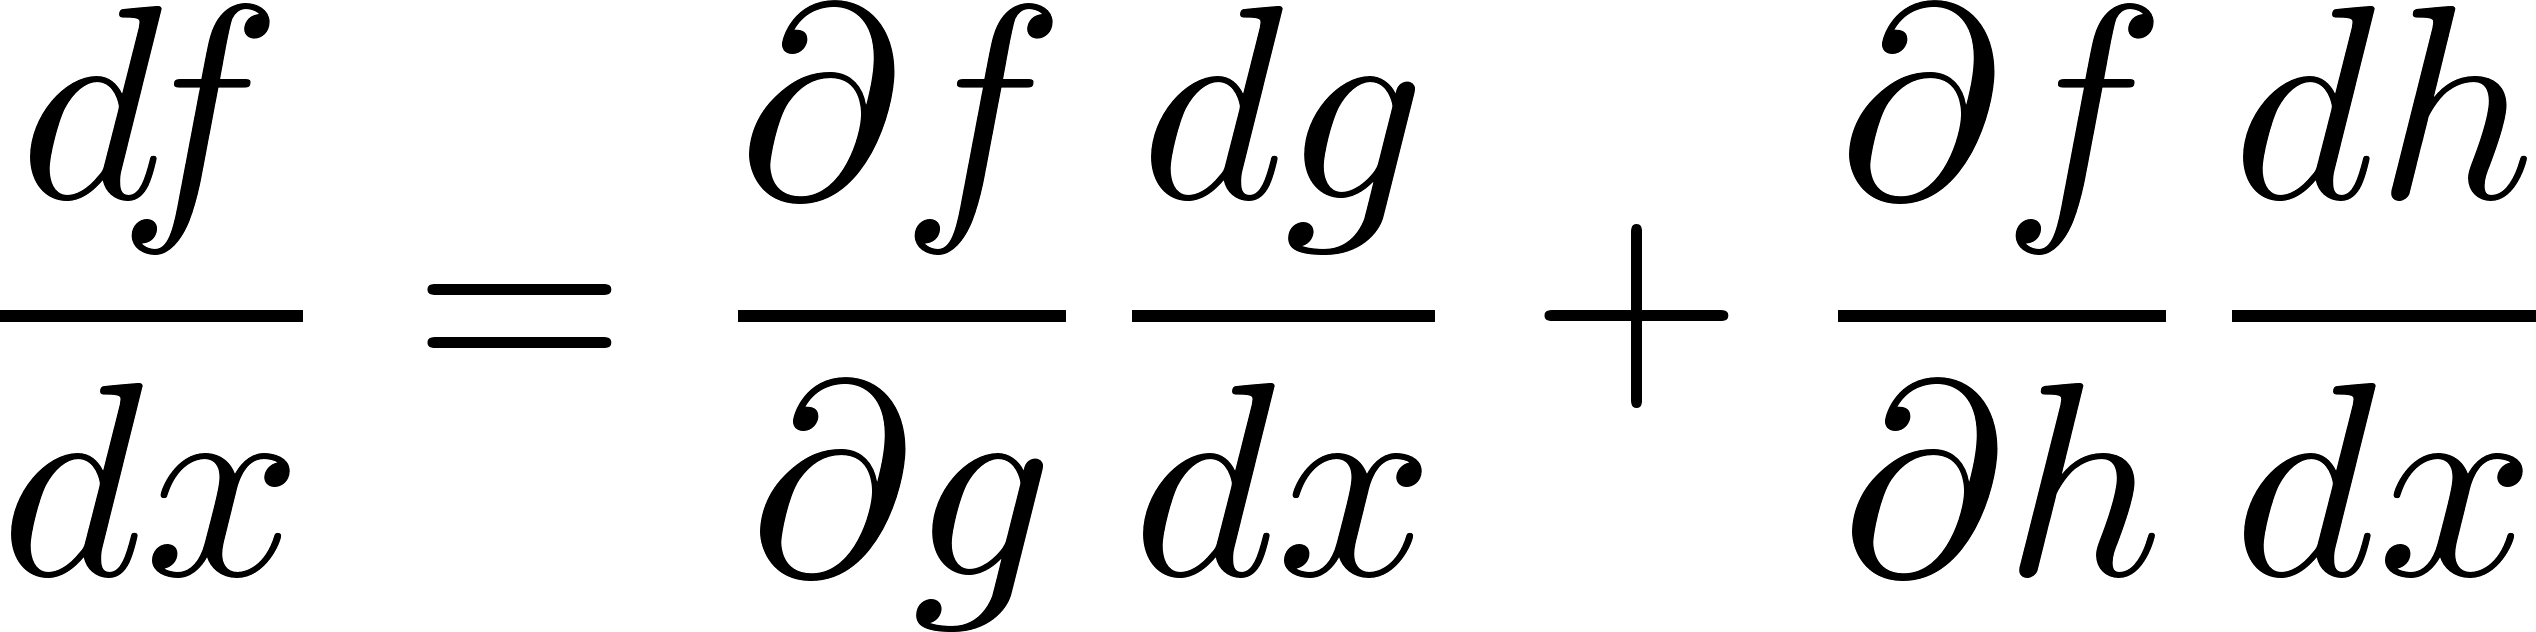 df/dx = ∂f/∂g dg/dx + ∂f/∂h dh/dx